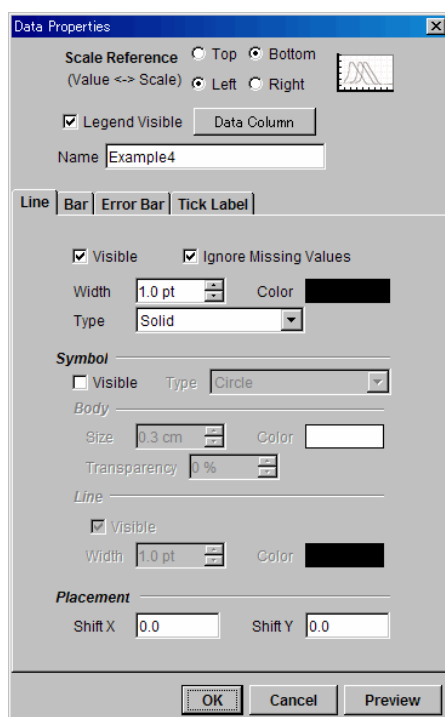 Data Properties
Scale Reference Top Bottom
(Value <-> Scale) Left Right
Legend Visible Data Column
Name Example4
Line Bar Error Bar Tick Label
Visible Ignore Missing Values
Width 1.0 pt Color
Type Solid
Symbol
Visible Type Circle
Body
Size 0.3 cm Color
Transparency 0 %
Line
Visible
Width 1.0 pt Color
Placement
Shift X 0.0 Shift Y 0.0
OK Cancel Preview